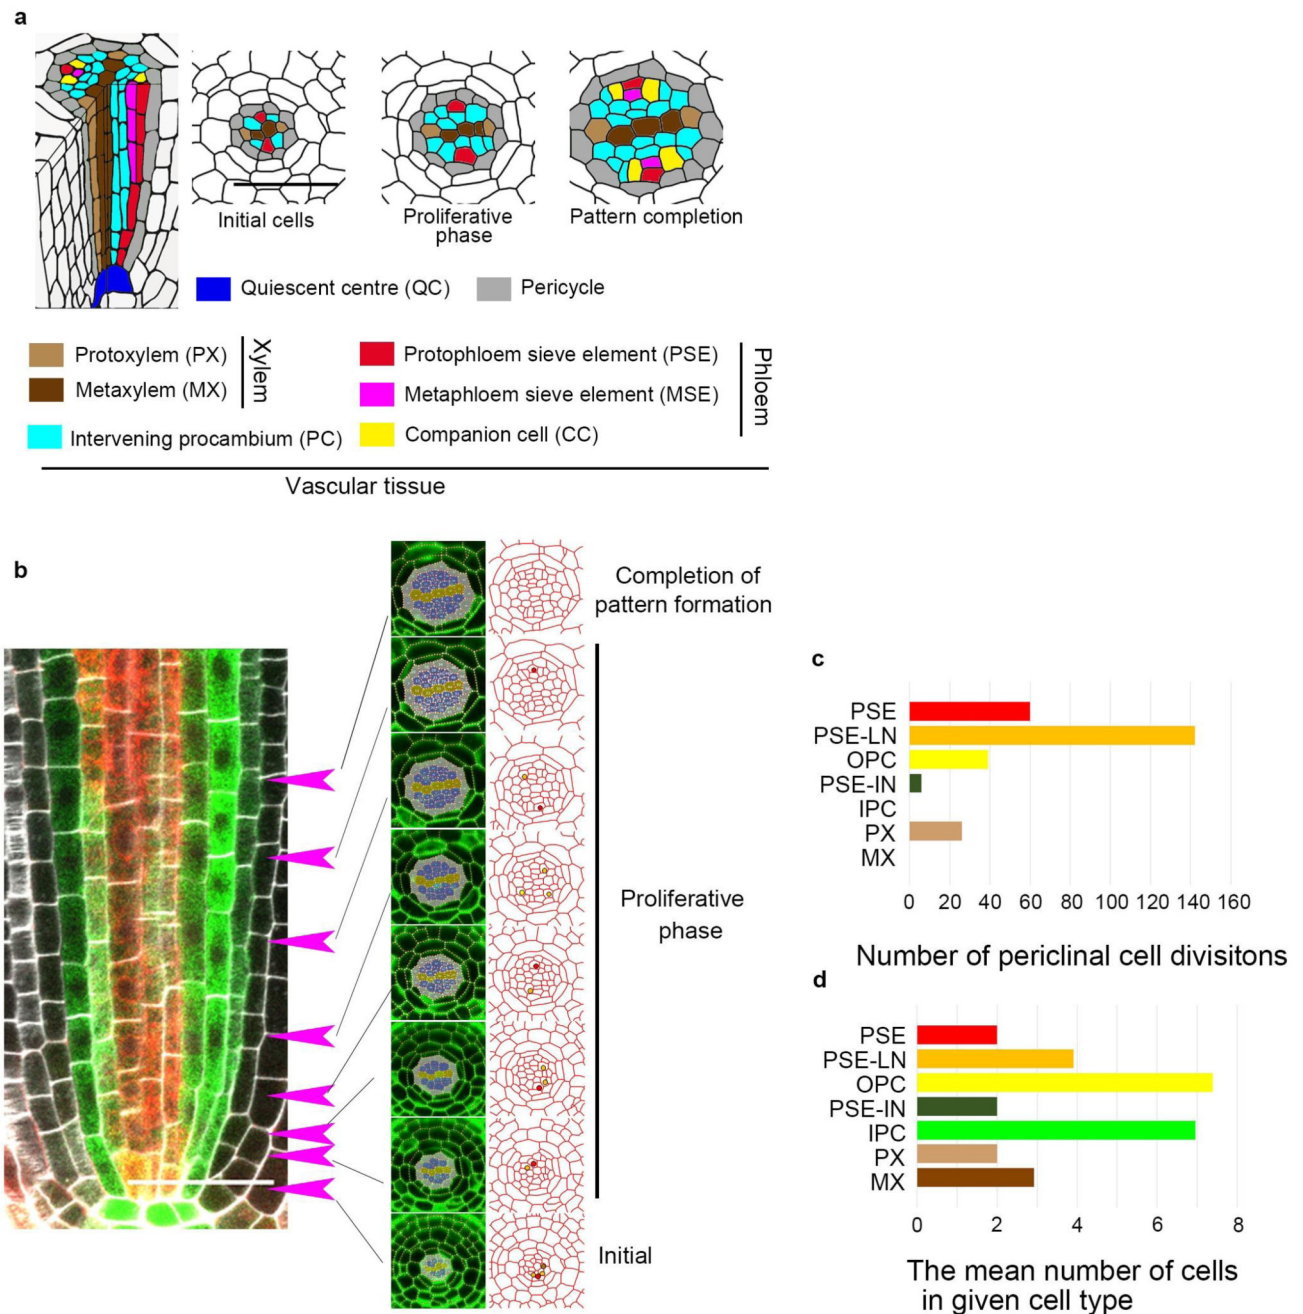 a
Initial cells
Proliferative
phase
Pattern completion
Quiescent centre (QC)
Pericycle
Protoxylem (PX)
Metaxylem (MX)
Xylem
Protophloem sieve element (PSE)
Metaphloem sieve element (MSE)
Phloem
Intervening procambium (PC)
Companion cell (CC)
Vascular tissue
b
Completion of
pattern formation
Proliferative
phase
Initial
c
PSE
PSE-LN
OPC
PSE-IN
IPC
PX
MX
0 20 40 60 80 100 120 140 160
Number of periclinal cell divisitons
d
PSE
PSE-LN
OPC
PSE-IN
IPC
PX
MX
0 2 4 6 8
The mean number of cells
in given cell type